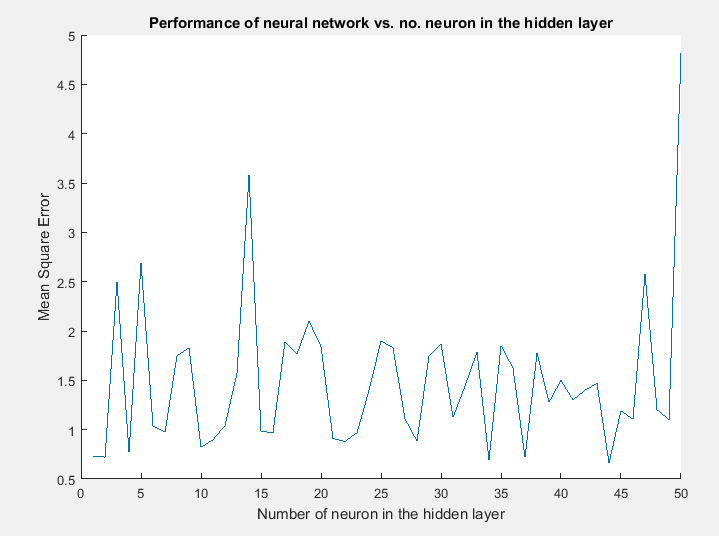 Performance of neural network vs. no. neuron in the hidden layer
5
4.5
4
3.5
3
2.5
2
1.5
1
0.5
Mean Square Error
0 5 10 15 20 25 30 35 40 45 50
Number of neuron in the hidden layer